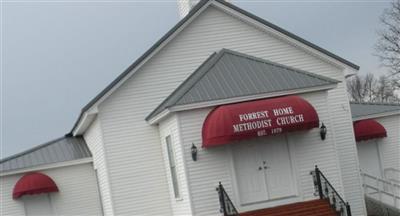 FORREST HOME
METHODIST CHURCH
EST. 1879